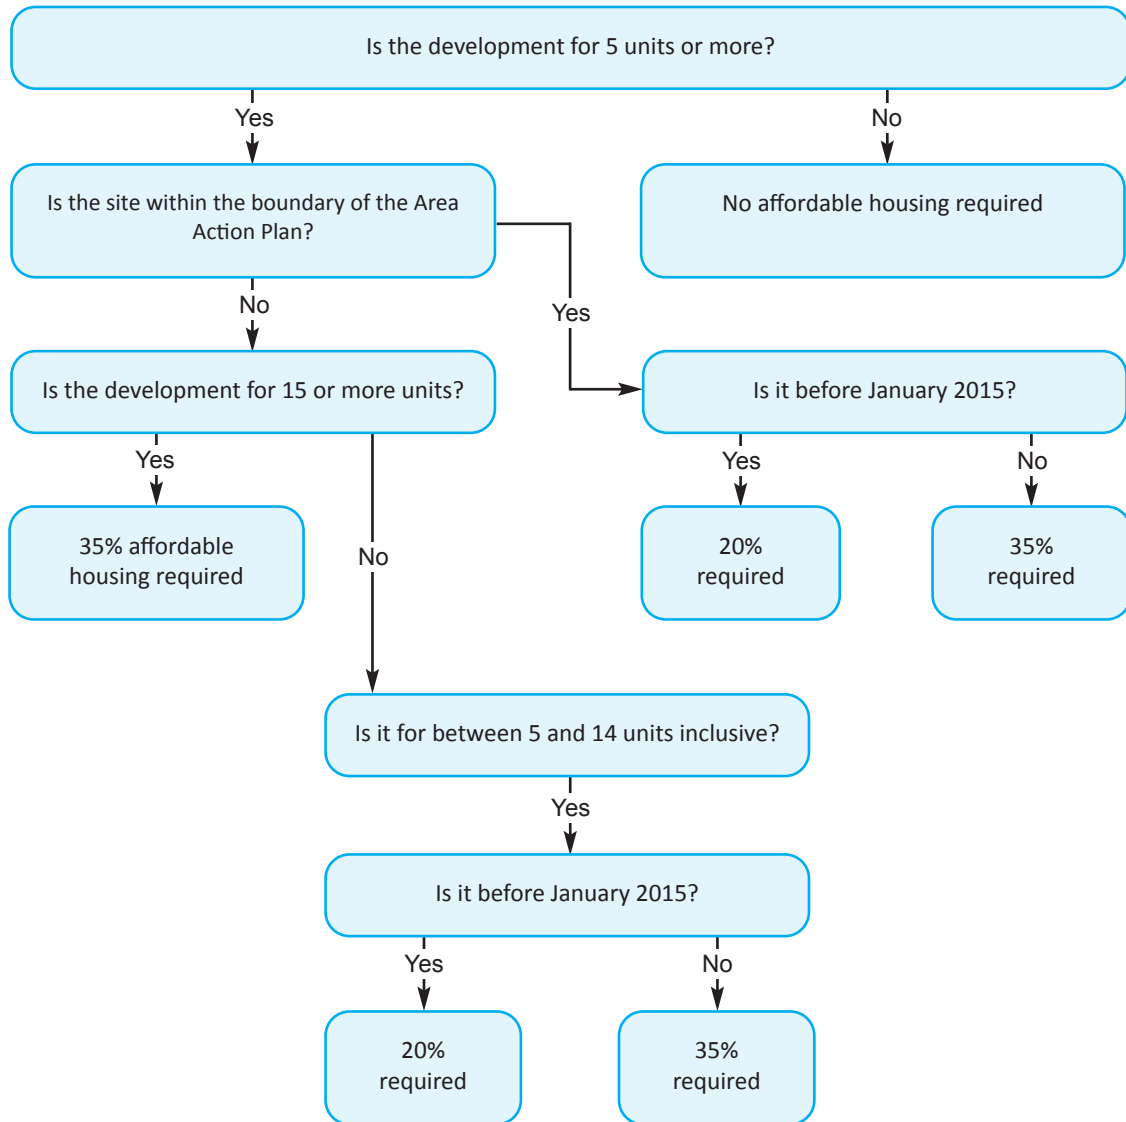 Is the development for 5 units or more?
Yes
No
Is the site within the boundary of the Area
Action Plan?
No affordable housing required
No
Yes
Is the development for 15 or more units?
Is it before January 2015?
Yes
No
Yes
No
35% affordable
housing required
20%
required
35%
required
Is it for between 5 and 14 units inclusive?
Yes
Is it before January 2015?
Yes
No
20%
required
35%
required